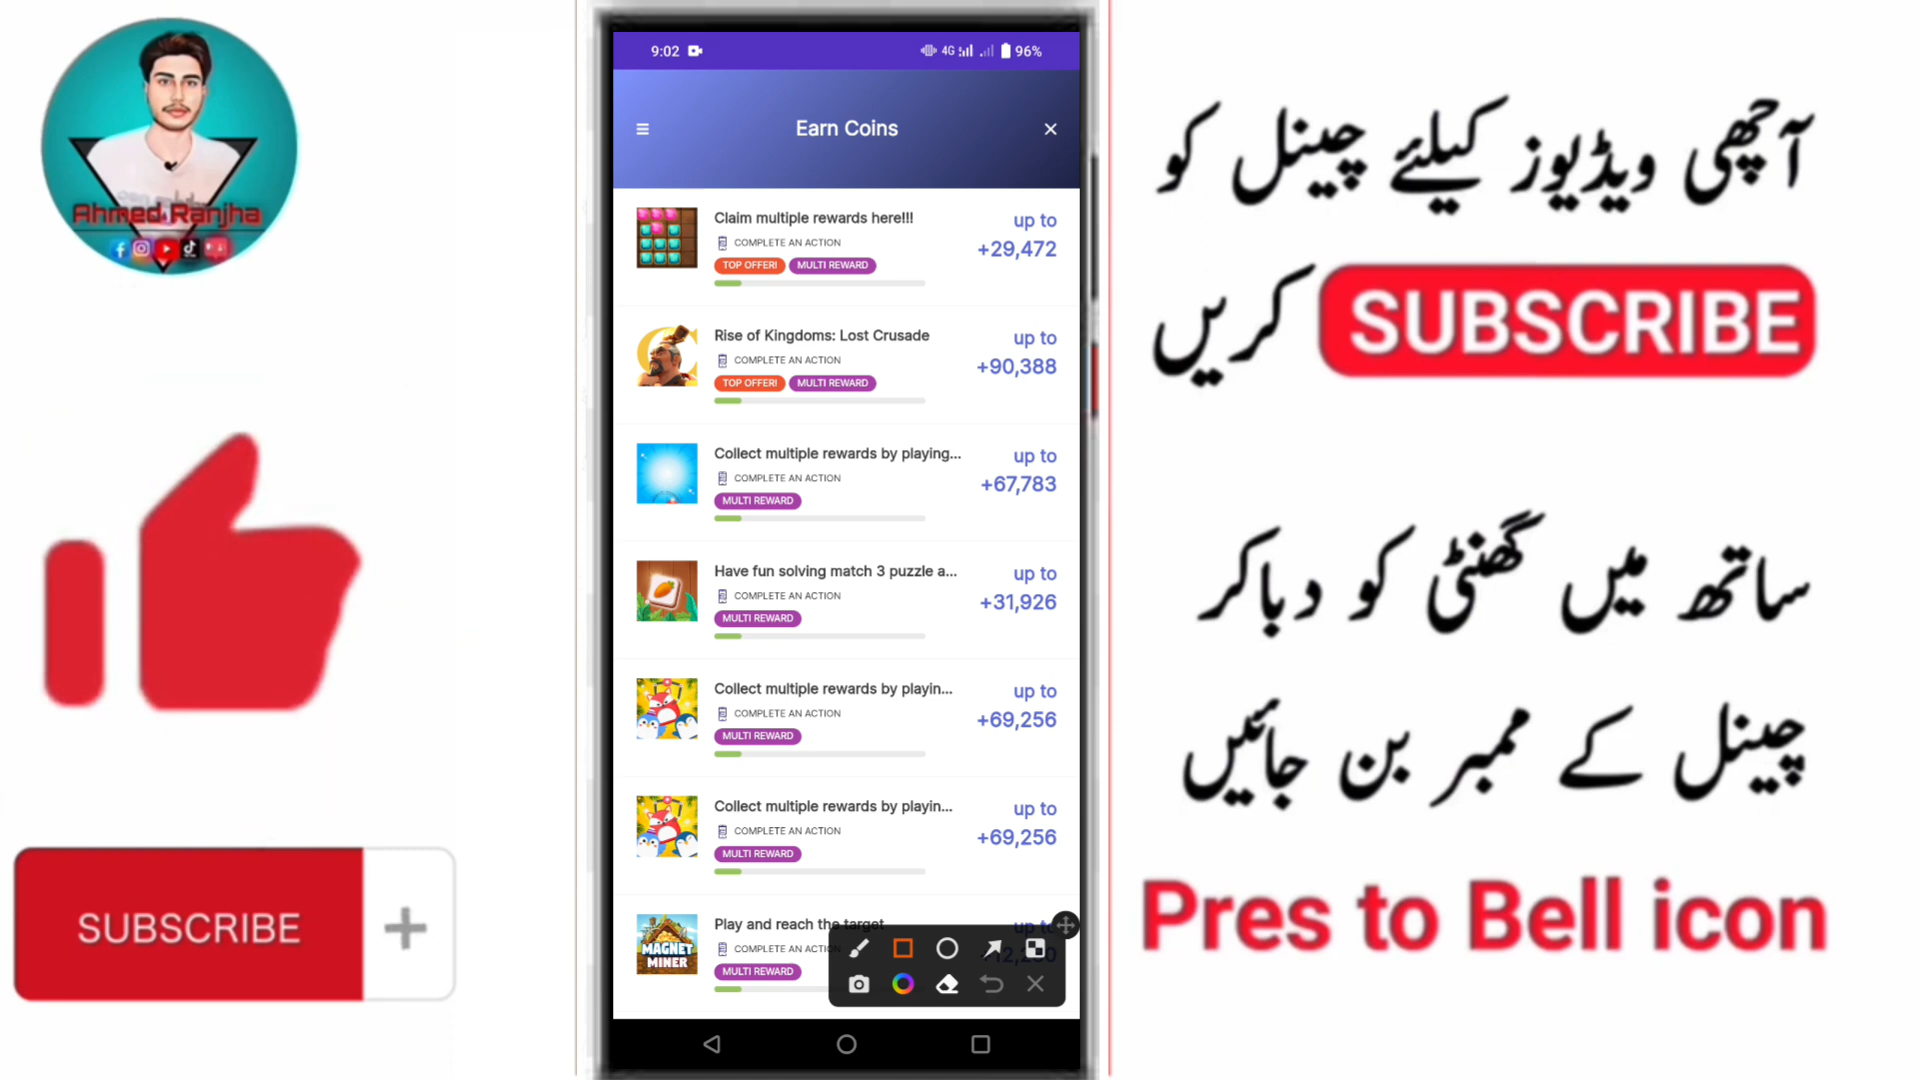 Ahmed Ranjha
SUBSCRIBE
9:02
4G
96%
Earn Coins
Claim multiple rewards here!!!
COMPLETE AN ACTION
TOP OFFER! MULTI REWARD
up to
+29,472
Rise of Kingdoms: Lost Crusade
COMPLETE AN ACTION
TOP OFFER! MULTI REWARD
up to
+90,388
Collect multiple rewards by playing...
COMPLETE AN ACTION
MULTI REWARD
up to
+67,783
Have fun solving match 3 puzzle a...
COMPLETE AN ACTION
MULTI REWARD
up to
+31,926
Collect multiple rewards by playin...
COMPLETE AN ACTION
MULTI REWARD
up to
+69,256
Collect multiple rewards by playin...
COMPLETE AN ACTION
MULTI REWARD
up to
+69,256
MAGNET
MINER
Play and reach the target
COMPLETE AN ACTION
MULTI REWARD
up to
آچھی ویڈیوز کیلئے چینل کو
SUBSCRIBE کریں
ساتھ میں گھنٹی کو دباکر
چینل کے ممبر بن جائیں
Pres to Bell icon